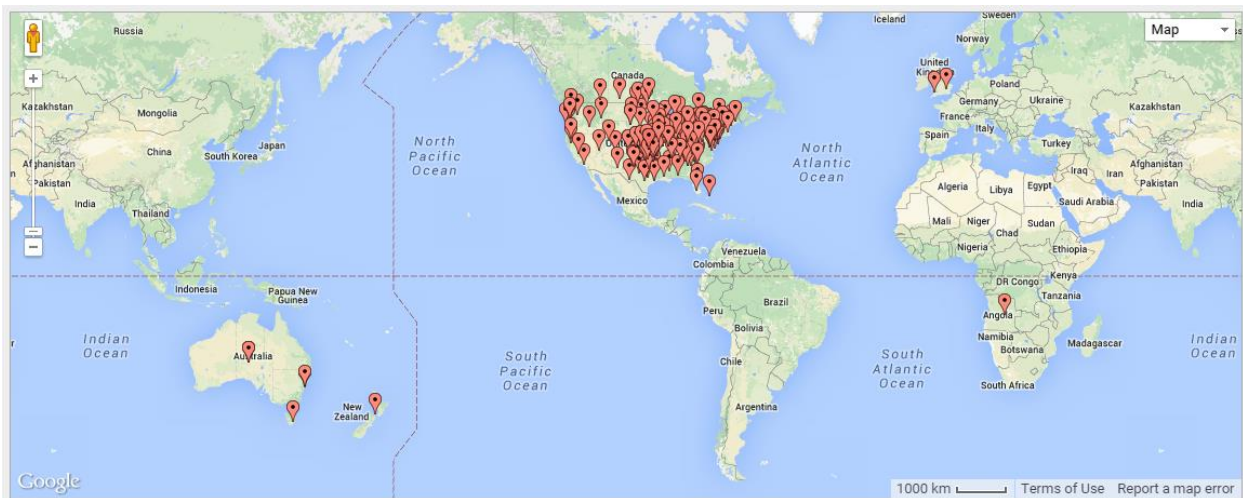 Iceland
Sweden
Russia
Norway
Map
Canada
United
Kingdom
Poland
Kazakhstan
Mongolia
Germany
Ukraine
Kazakhstan
France
North
Pacific
Ocean
North
Atlantic
Ocean
Spain
Italy
Turkey
China
South Korea
Japan
Afghanistan
Pakistan
Iraq
Iran
Afghanistan
Pakistan
Algeria
Libya
Egypt
Saudi Arabia
India
Mexico
India
Thailand
Mali
Niger
Sudan
Chad
Nigeria
Ethiopia
Venezuela
Colombia
Indonesia
Papua New
Guinea
DR Congo
Kenya
Tanzania
Brazil
Peru
Angola
Indian
Ocean
Bolivia
Namibia
Botswana
Madagascar
Indian
Ocean
Australia
South
Pacific
Ocean
Chile
South
Atlantic
Ocean
South Africa
New
Zealand
Argentina
Google
1000 km
Terms of Use
Report a map error